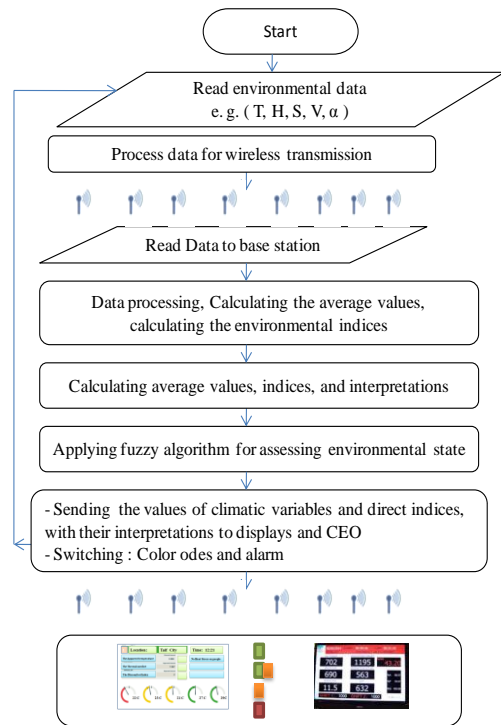 Start
Read environmental data
e. g. ( T, H, S, V, α )
Process data for wireless transmission
Read Data to base station
Data processing, Calculating the average values,
calculating the environmental indices
Calculating average values, indices, and interpretations
Applying fuzzy algorithm for assessing environmental state
- Sending the values of climatic variables and direct indices,
with their interpretations to displays and CEO
- Switching : Color odes and alarm
Location:
Taif City
702
1195
690
563
11.5
632